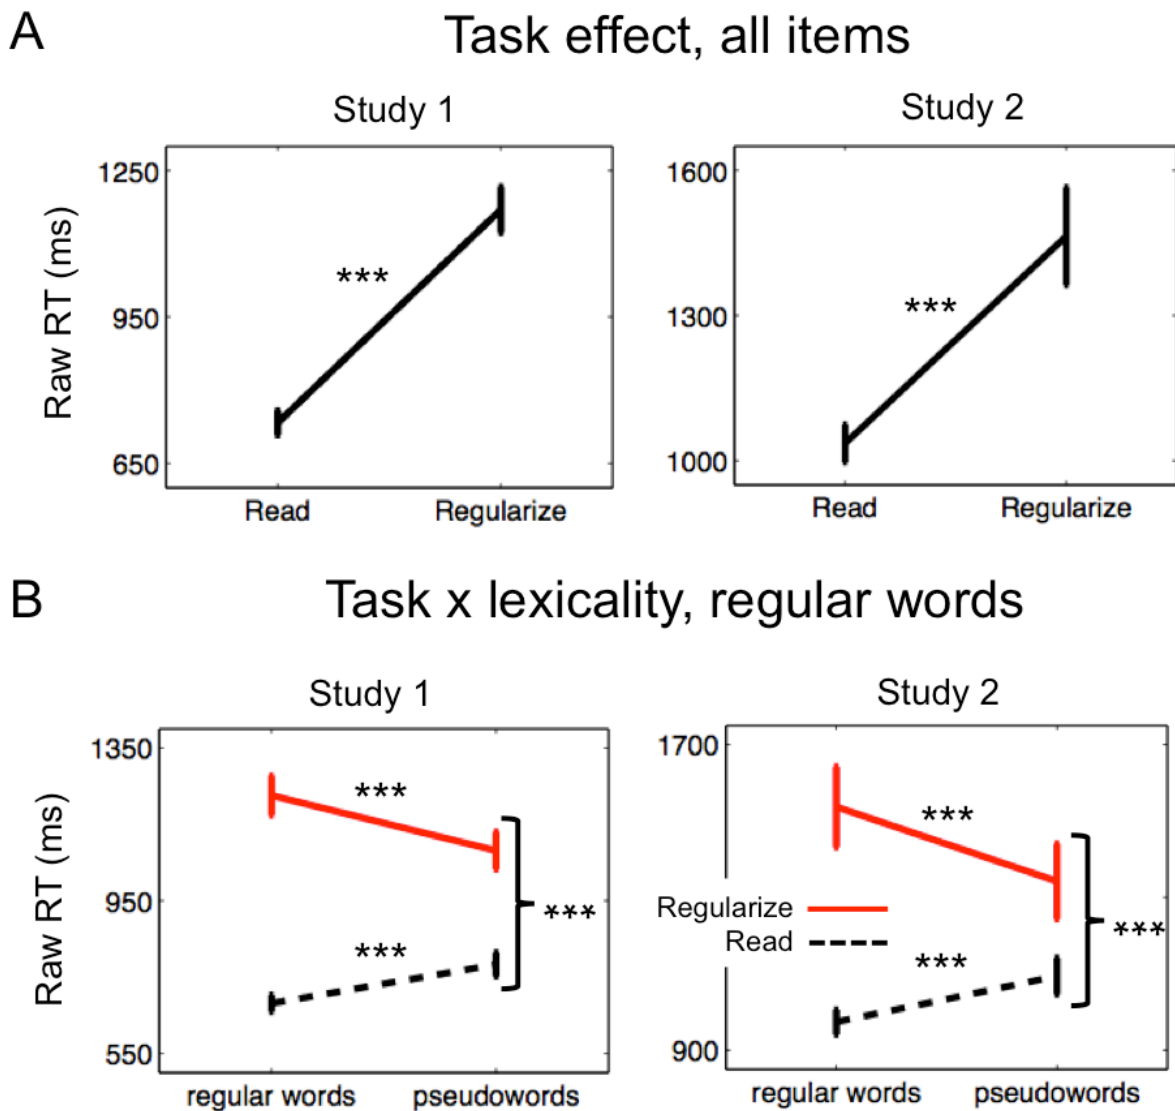 A
Task effect, all items
Study 1
Study 2
Raw RT (ms)
1250
950
650
***
Read
Regularize
1600
1300
1000
***
Read
Regularize
B
Task x lexicality, regular words
Study 1
Study 2
Raw RT (ms)
1350
950
550
***
***
***
regular words
pseudowords
1700
900
***
Regularize
Read
***
***
regular words
pseudowords